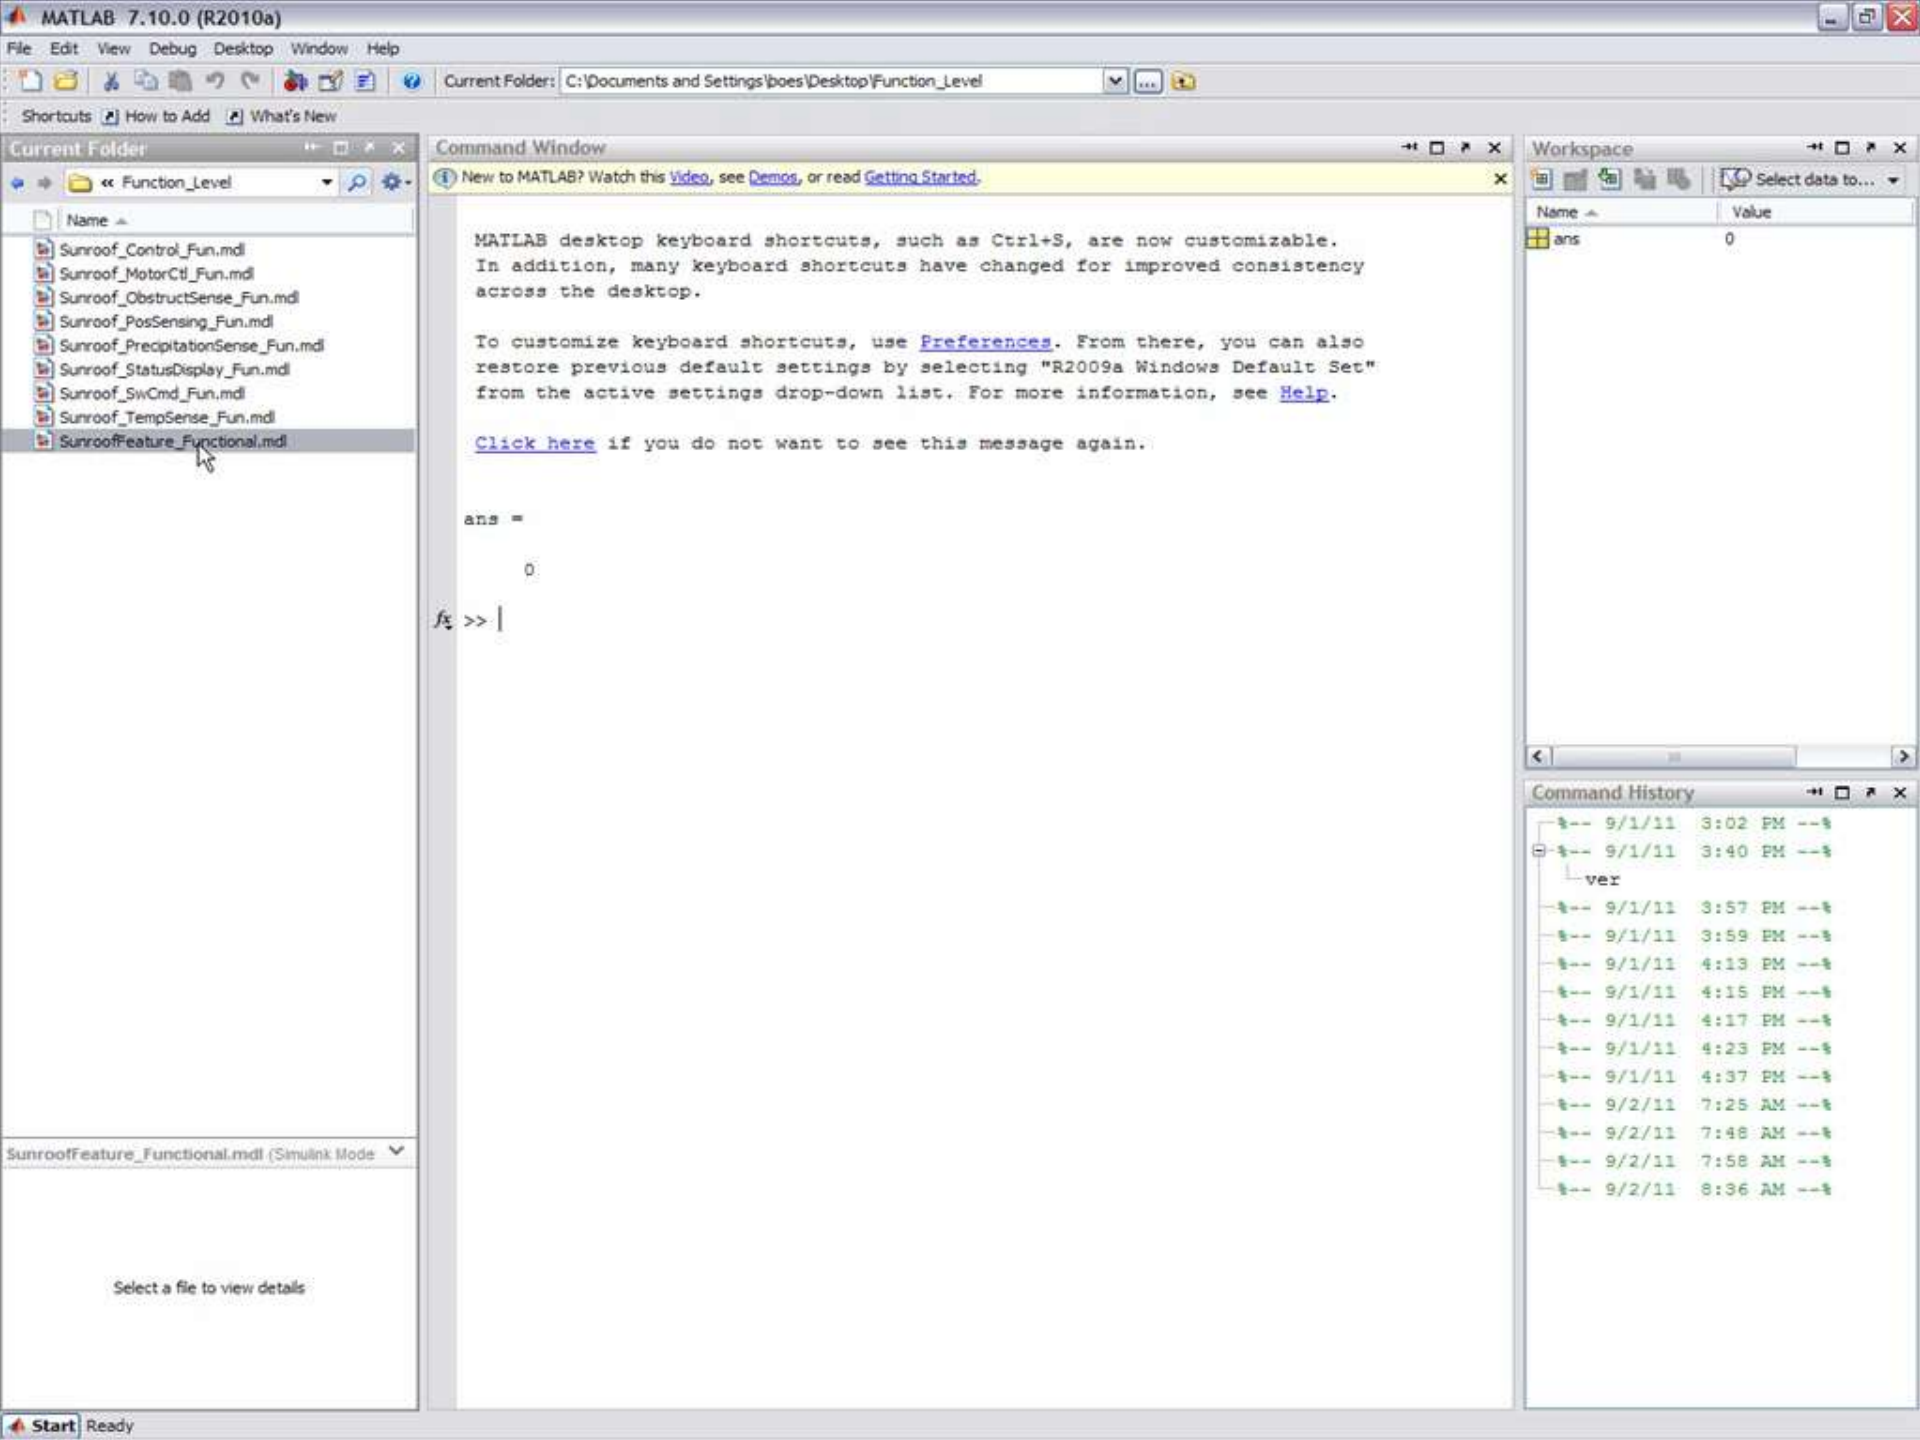 MATLAB 7.10.0 (R2010a)
File Edit View Debug Desktop Window Help
Current Folder: C:\Documents and Settings\boes\Desktop\Function_Level
Shortcuts How to Add What's New
Current Folder
« Function_Level
Name
Sunroof_Control_Fun.mdl
Sunroof_MotorCtl_Fun.mdl
Sunroof_ObstructSense_Fun.mdl
Sunroof_PosSensing_Fun.mdl
Sunroof_PrecipitationSense_Fun.mdl
Sunroof_StatusDisplay_Fun.mdl
Sunroof_SwCmd_Fun.mdl
Sunroof_TempSense_Fun.mdl
SunroofFeature_Functional.mdl
SunroofFeature_Functional.mdl (Simulink Mode
Select a file to view details
Command Window
New to MATLAB? Watch this Video, see Demos, or read Getting Started.
MATLAB desktop keyboard shortcuts, such as Ctrl+S, are now customizable.
In addition, many keyboard shortcuts have changed for improved consistency
across the desktop.
To customize keyboard shortcuts, use Preferences. From there, you can also
restore previous default settings by selecting "R2009a Windows Default Set"
from the active settings drop-down list. For more information, see Help.
Click here if you do not want to see this message again.
ans =
0
fx >>
Workspace
Select data to...
Name Value
ans 0
Command History
%-- 9/1/11 3:02 PM --%
%-- 9/1/11 3:40 PM --%
ver
%-- 9/1/11 3:57 PM --%
%-- 9/1/11 3:59 PM --%
%-- 9/1/11 4:13 PM --%
%-- 9/1/11 4:15 PM --%
%-- 9/1/11 4:17 PM --%
%-- 9/1/11 4:23 PM --%
%-- 9/1/11 4:37 PM --%
%-- 9/2/11 7:25 AM --%
%-- 9/2/11 7:48 AM --%
%-- 9/2/11 7:58 AM --%
%-- 9/2/11 8:36 AM --%
Start Ready